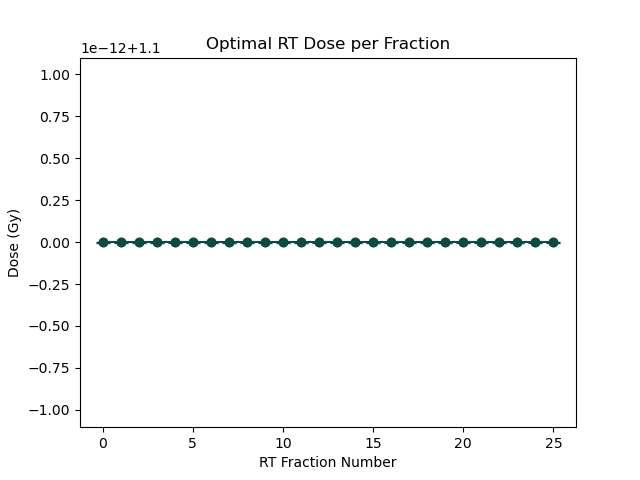 Optimal RT Dose per Fraction
1e−12+1.1
1.00
0.75
0.50
0.25
0.00
−0.25
−0.50
−0.75
−1.00
Dose (Gy)
0 5 10 15 20 25
RT Fraction Number